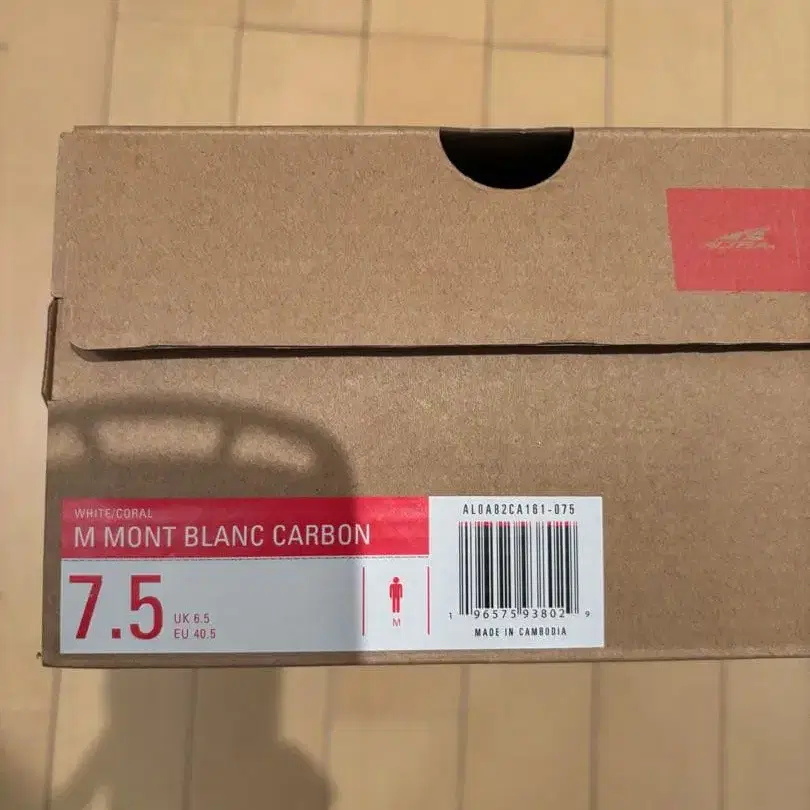 ALTRA
WHITE/CORAL
M MONT BLANC CARBON
7.5
UK 6.5
EU 40.5
M
AL0A82CA161-075
1 96575 93802 9
MADE IN CAMBODIA